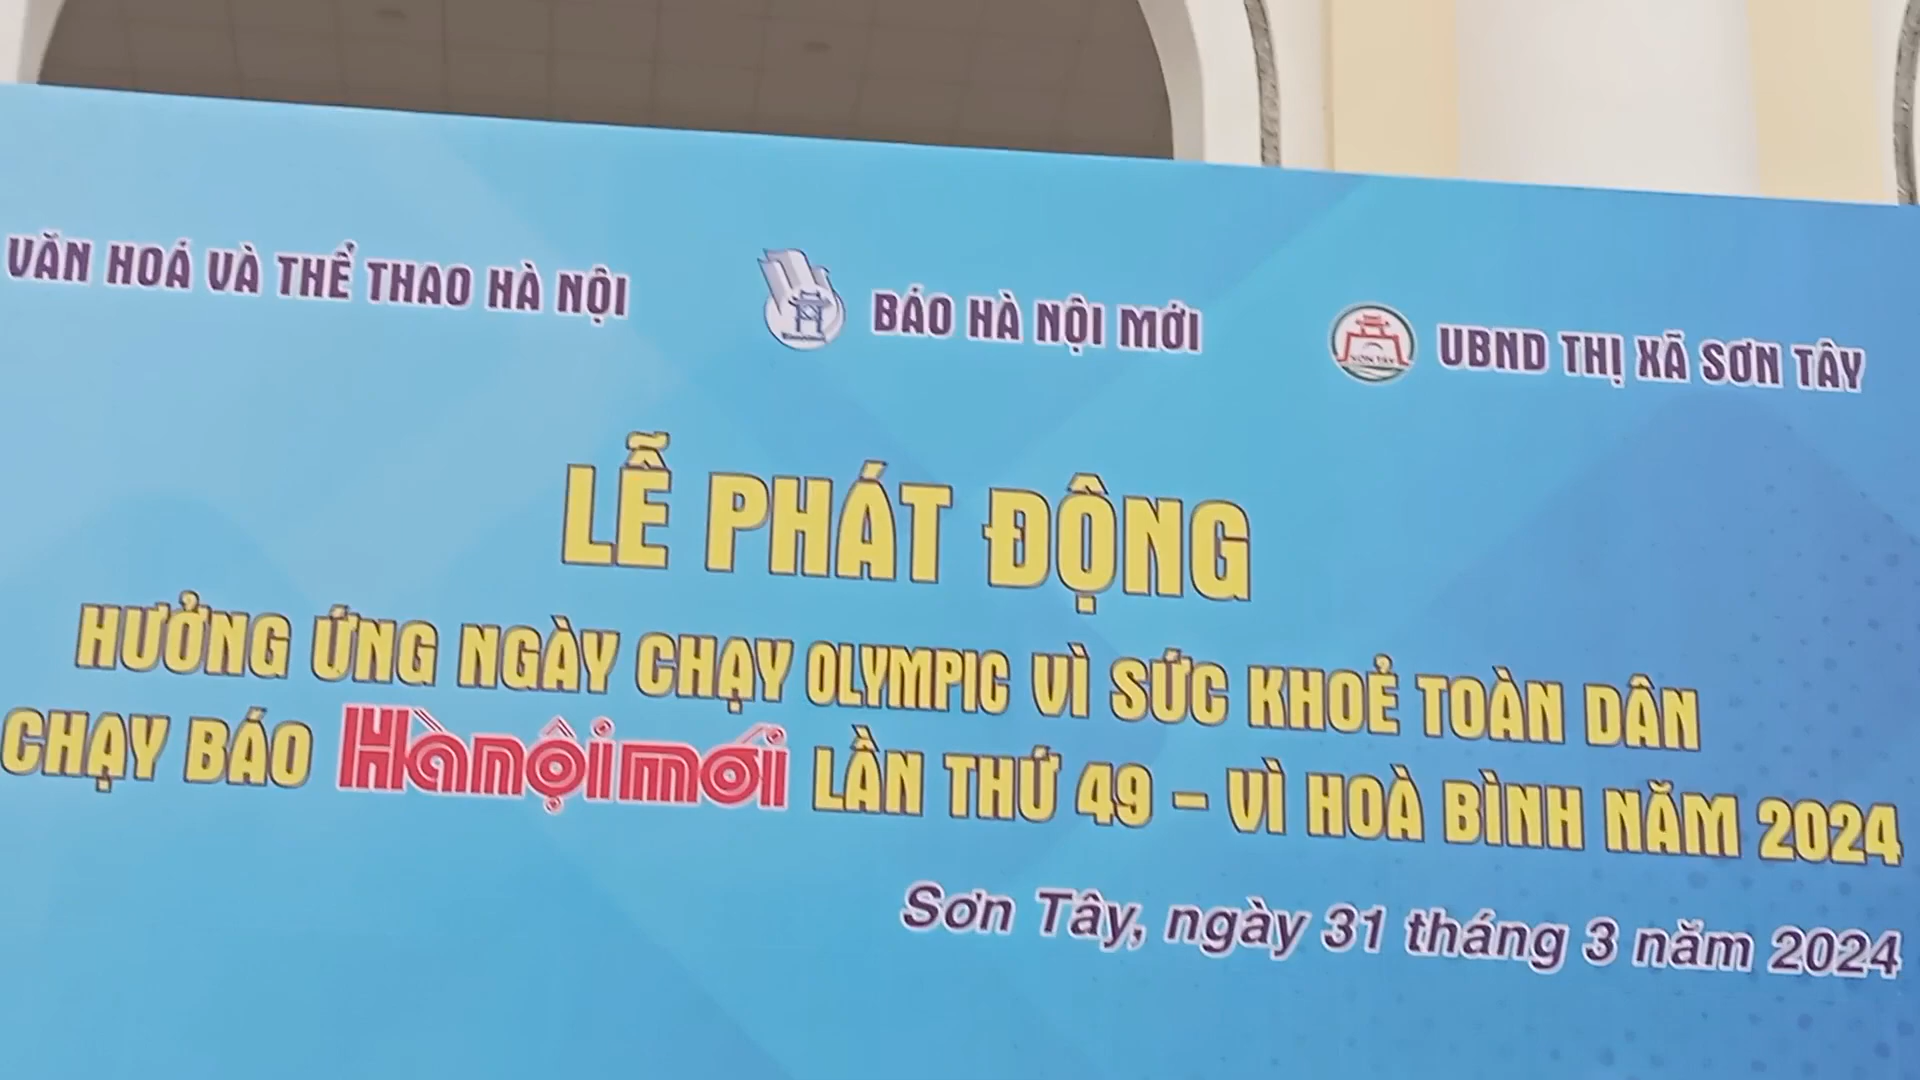 VĂN HOÁ VÀ THỂ THAO HÀ NỘI
BÁO HÀ NỘI MỚI
SƠN TÂY
UBND THỊ XÃ SƠN TÂY
LỄ PHÁT ĐỘNG
HƯỞNG ỨNG NGÀY CHẠY OLYMPIC VÌ SỨC KHOẺ TOÀN DÂN
CHẠY BÁO Hànộimới LẦN THỨ 49 – VÌ HOÀ BÌNH NĂM 2024
Sơn Tây, ngày 31 tháng 3 năm 2024